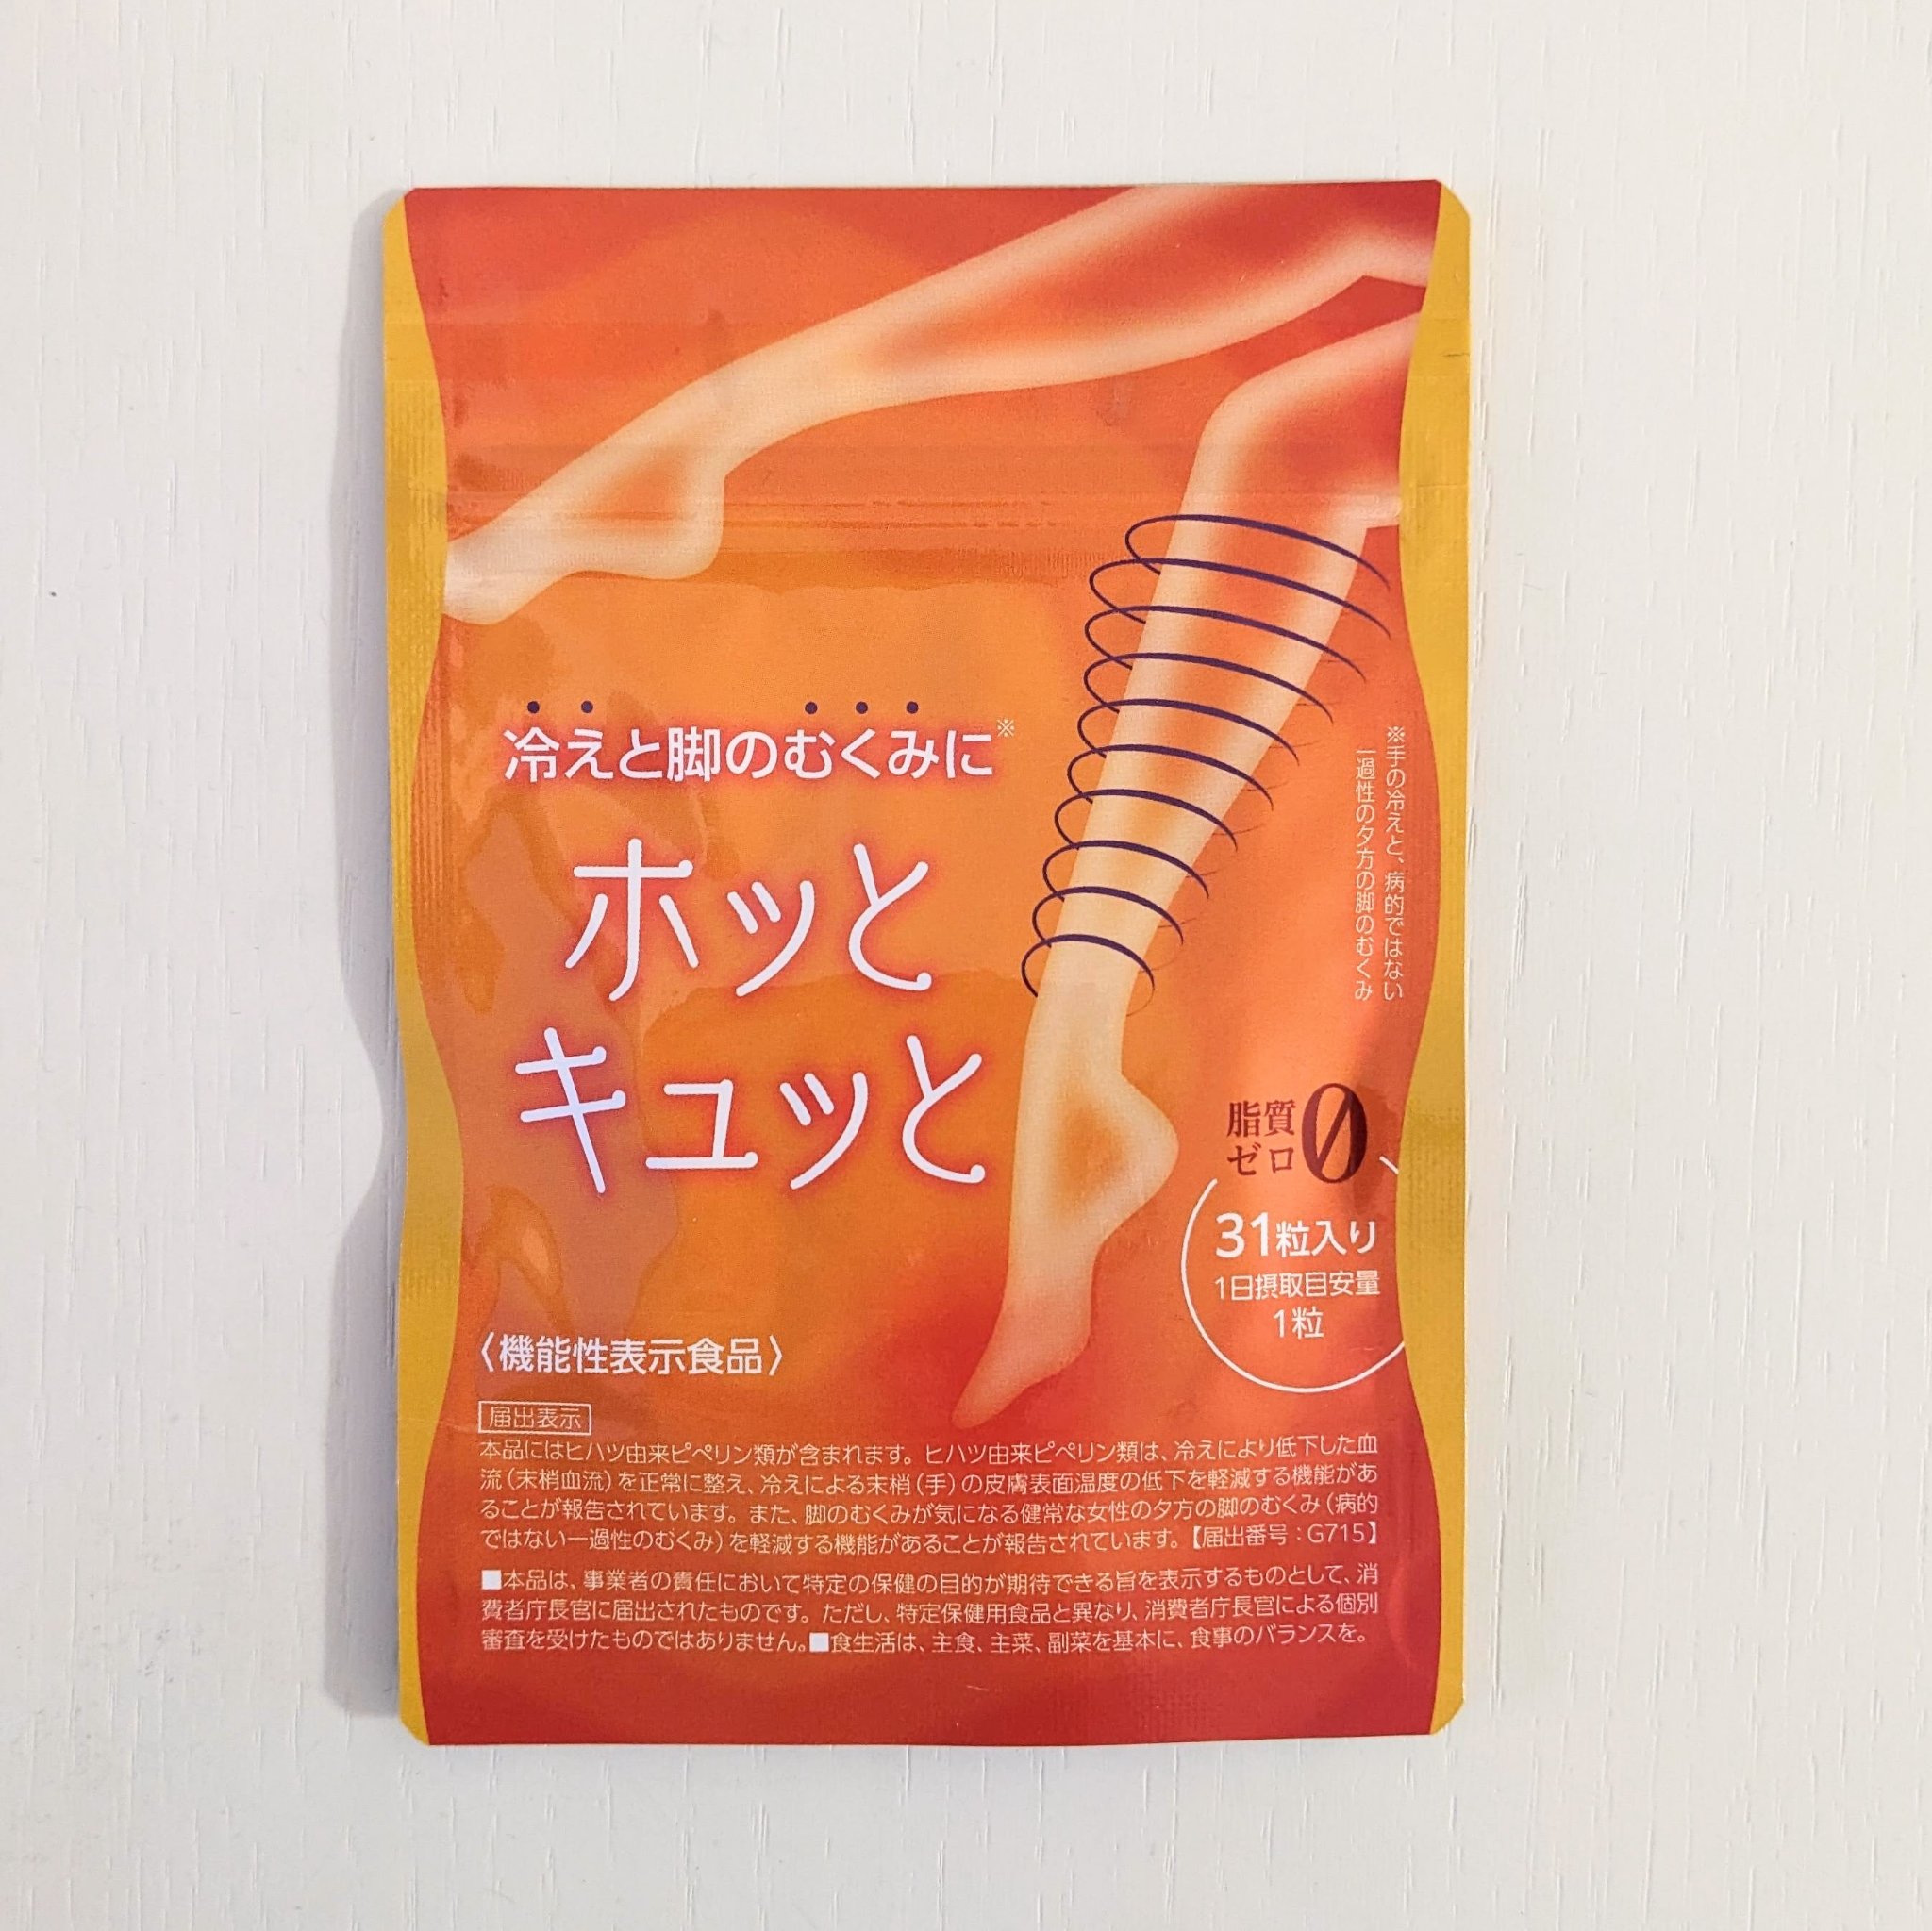 冷えと脚のむくみに※
ホッと
キュッと
※手の冷えと、病的ではない
一過性の夕方の脚のむくみ
脂質
ゼロ
0
31粒入り
1日摂取目安量
1粒
〈機能性表示食品〉
届出表示
本品にはヒハツ由来ピペリン類が含まれます。ヒハツ由来ピペリン類は、冷えにより低下した血
流（末梢血流）を正常に整え、冷えによる末梢（手）の皮膚表面温度の低下を軽減する機能があ
ることが報告されています。また、脚のむくみが気になる健常な女性の夕方の脚のむくみ（病的
ではない一過性のむくみ）を軽減する機能があることが報告されています。【届出番号：G715】
■本品は、事業者の責任において特定の保健の目的が期待できる旨を表示するものとして、消
費者庁長官に届出されたものです。ただし、特定保健用食品と異なり、消費者庁長官による個別
審査を受けたものではありません。■食生活は、主食、主菜、副菜を基本に、食事のバランスを。